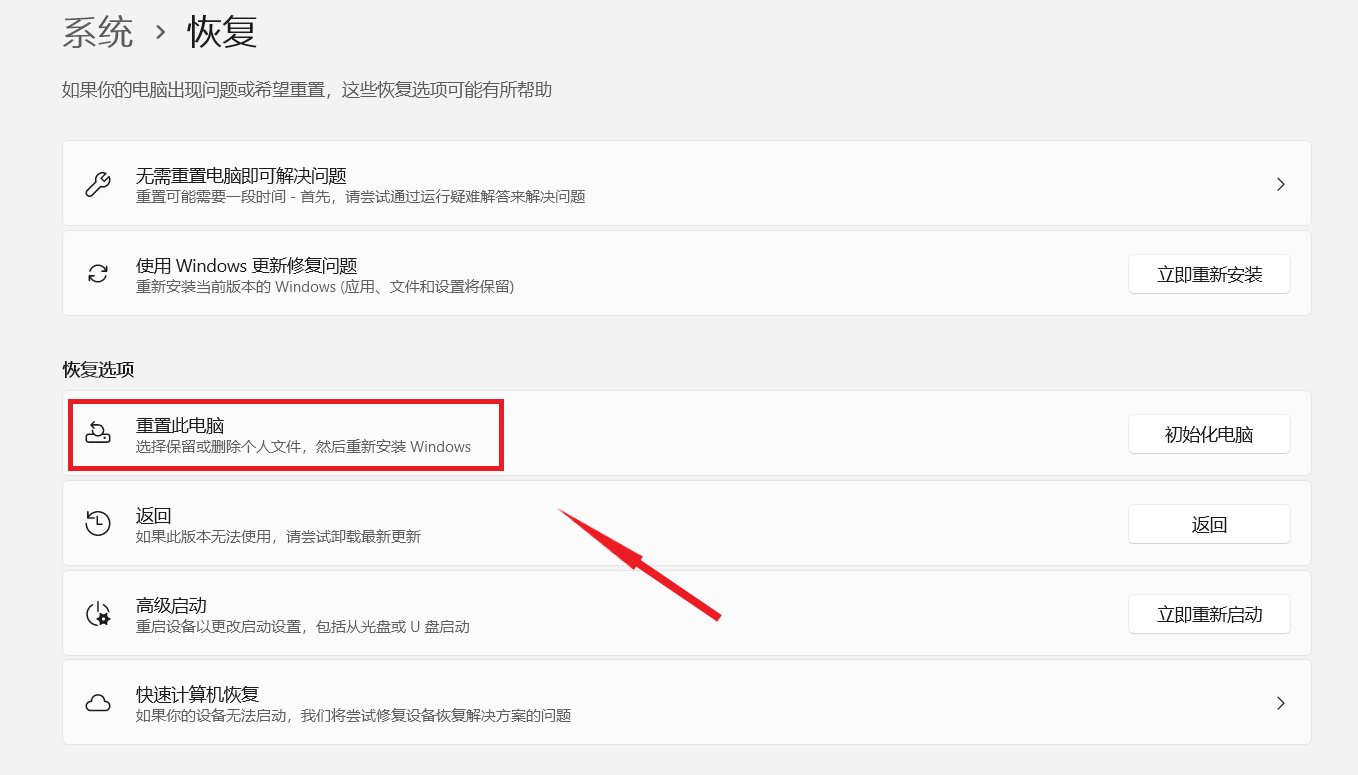 系统 › 恢复
如果你的电脑出现问题或希望重置，这些恢复选项可能有所帮助
无需重置电脑即可解决问题
重置可能需要一段时间 - 首先，请尝试通过运行疑难解答来解决问题
使用 Windows 更新修复问题
重新安装当前版本的 Windows (应用、文件和设置将保留)
立即重新安装
恢复选项
重置此电脑
选择保留或删除个人文件，然后重新安装 Windows
初始化电脑
返回
如果此版本无法使用，请尝试卸载最新更新
返回
高级启动
重启设备以更改启动设置，包括从光盘或 U 盘启动
立即重新启动
快速计算机恢复
如果你的设备无法启动，我们将尝试修复设备恢复解决方案的问题